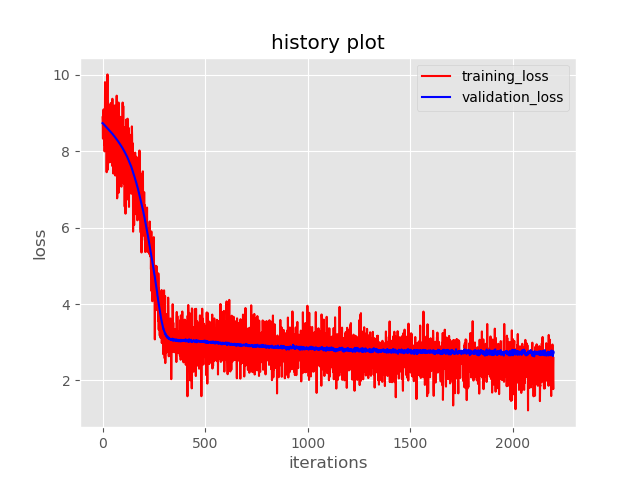 history plot
training_loss
validation_loss
10
8
6
4
2
loss
0 500 1000 1500 2000
iterations